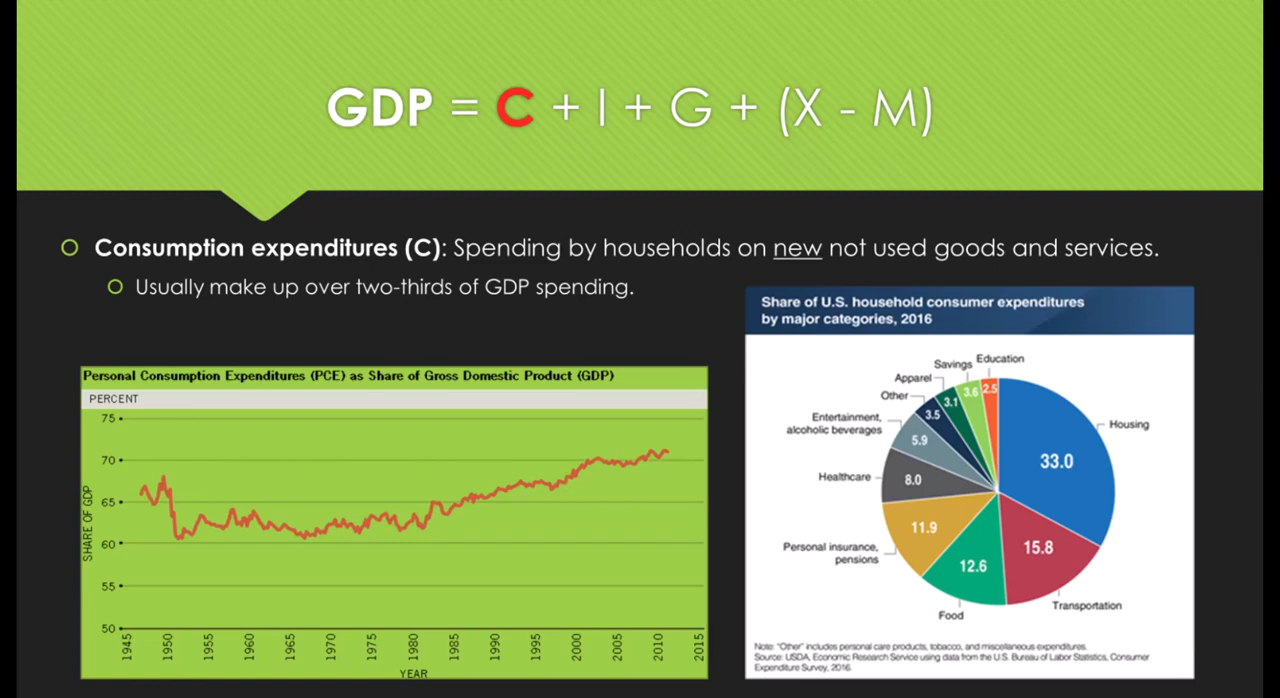 GDP = C + I + G + (X - M)
Consumption expenditures (C): Spending by households on new not used goods and services.
Usually make up over two-thirds of GDP spending.
Personal Consumption Expenditures (PCE) as Share of Gross Domestic Product (GDP)
PERCENT
75
70
65
60
55
50
SHARE OF GDP
1945
1950
1955
1960
1965
1970
1975
1980
1985
1990
1995
2000
2005
2010
2015
YEAR
Share of U.S. household consumer expenditures
by major categories, 2016
Housing
33.0
Transportation
15.8
Food
12.6
Personal insurance,
pensions
11.9
Healthcare
8.0
Entertainment,
alcoholic beverages
5.9
Other
3.5
Apparel
3.1
Savings
3.6
Education
2.5
Note: "Other" includes personal care products, tobacco, and miscellaneous expenditures.
Source: USDA, Economic Research Service using data from the U.S. Bureau of Labor Statistics, Consumer
Expenditure Survey, 2016.